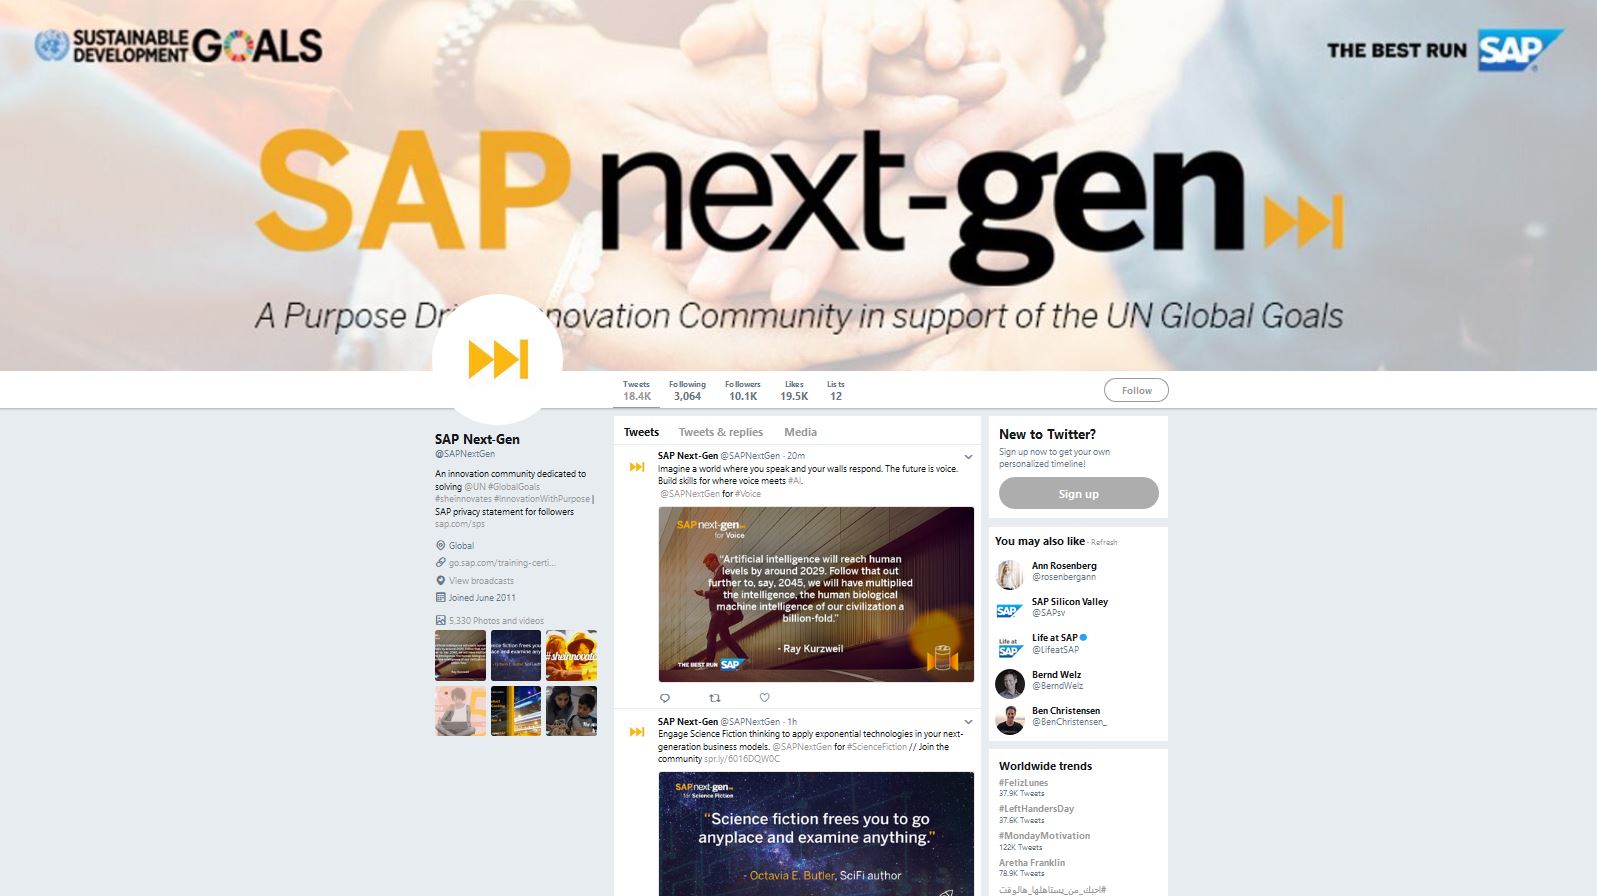 SUSTAINABLE
DEVELOPMENT GOALS
THE BEST RUN SAP
SAP next-gen
A Purpose Dr novation Community in support of the UN Global Goals
Tweets
18.4K
Following
3,064
Followers
10.1K
Likes
19.5K
Lists
12
Follow
SAP Next-Gen
@SAPNextGen
An innovation community dedicated to
solving @UN #GlobalGoals
#sheinnovates #InnovationWithPurpose |
SAP privacy statement for followers
sap.com/sps
Global
go.sap.com/training-certi...
View broadcasts
Joined June 2011
5,330 Photos and videos
#sheinnovate
Tweets
Tweets & replies
Media
SAP Next-Gen @SAPNextGen · 20m
Imagine a world where you speak and your walls respond. The future is voice.
Build skills for where voice meets #AI.
@SAPNextGen for #Voice
SAP next-gen
for Voice
“Artificial intelligence will reach human
levels by around 2029. Follow that out
further to, say, 2045, we will have multiplied
the intelligence, the human biological
machine intelligence of our civilization a
billion-fold.”
- Ray Kurzweil
THE BEST RUN SAP
SAP Next-Gen @SAPNextGen · 1h
Engage Science Fiction thinking to apply exponential technologies in your next-
generation business models. @SAPNextGen for #ScienceFiction // Join the
community spr.ly/6016DQW0C
SAP next-gen
for Science Fiction
“Science fiction frees you to go
anyplace and examine anything.”
- Octavia E. Butler, SciFi author
New to Twitter?
Sign up now to get your own
personalized timeline!
Sign up
You may also like · Refresh
Ann Rosenberg
@rosenbergann
SAP Silicon Valley
@SAPsv
Life at SAP
@LifeatSAP
Bernd Welz
@BerndWelz
Ben Christensen
@BenChristensen_
Worldwide trends
#FelizLunes
37.9K Tweets
#LeftHandersDay
37.6K Tweets
#MondayMotivation
122K Tweets
Aretha Franklin
78.9K Tweets
#احبك_من_يستاهلها_هالوقت